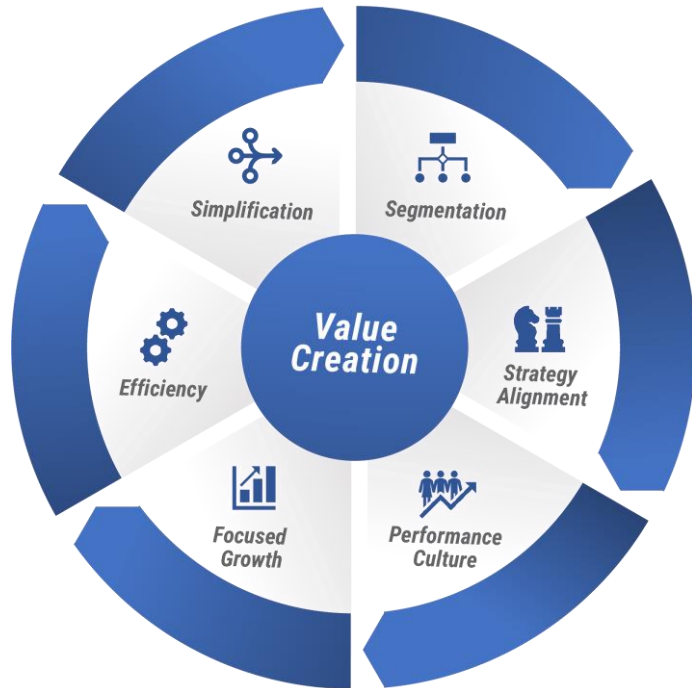 Simplification
Segmentation
Value
Creation
Strategy
Alignment
Efficiency
Focused
Growth
Performance
Culture